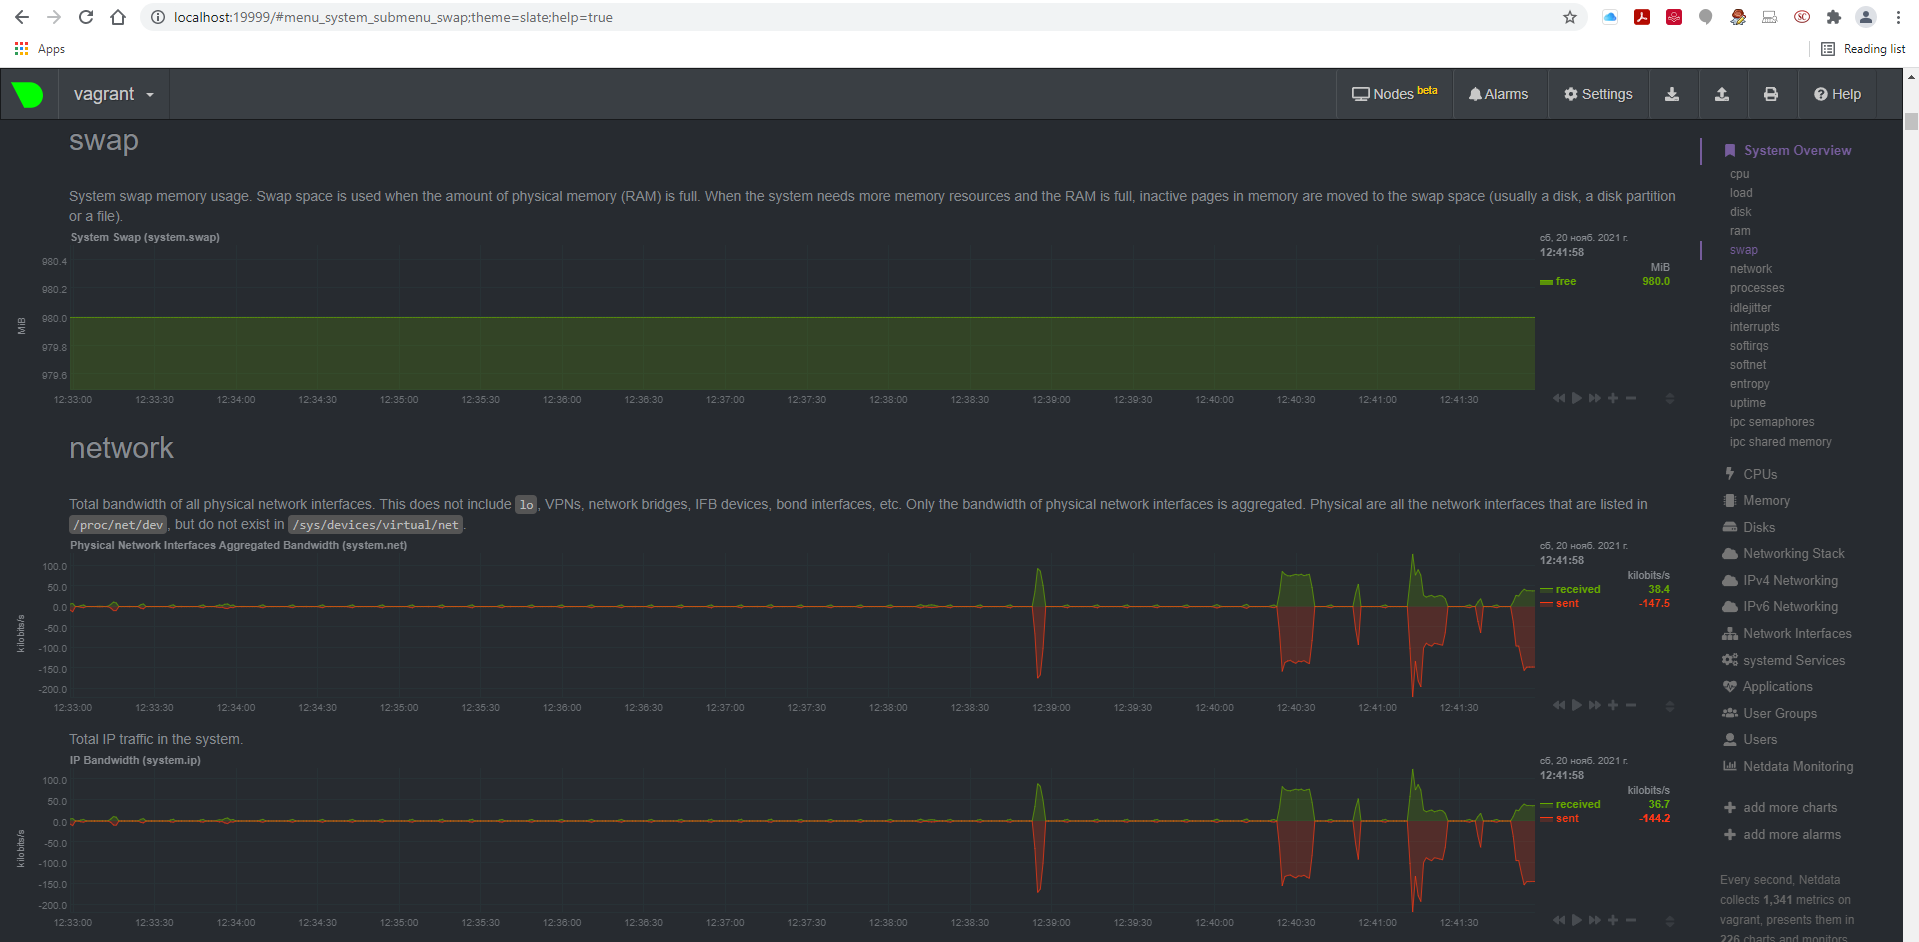 localhost:19999/#menu_system_submenu_swap;theme=slate;help=true
Apps
Reading list
vagrant
Nodes beta
Alarms
Settings
Help
swap
System swap memory usage. Swap space is used when the amount of physical memory (RAM) is full. When the system needs more memory resources and the RAM is full, inactive pages in memory are moved to the swap space (usually a disk, a disk partition
or a file).
System Swap (system.swap)
сб, 20 нояб. 2021 г.
12:41:58
MiB
free 980.0
980.4
980.2
980.0
979.8
979.6
MiB
12:33:00 12:33:30 12:34:00 12:34:30 12:35:00 12:35:30 12:36:00 12:36:30 12:37:00 12:37:30 12:38:00 12:38:30 12:39:00 12:39:30 12:40:00 12:40:30 12:41:00 12:41:30
network
Total bandwidth of all physical network interfaces. This does not include lo, VPNs, network bridges, IFB devices, bond interfaces, etc. Only the bandwidth of physical network interfaces is aggregated. Physical are all the network interfaces that are listed in
/proc/net/dev, but do not exist in /sys/devices/virtual/net.
Physical Network Interfaces Aggregated Bandwidth (system.net)
сб, 20 нояб. 2021 г.
12:41:58
kilobits/s
received 38.4
sent -147.5
100.0
50.0
0.0
-50.0
-100.0
-150.0
-200.0
kilobits/s
12:33:00 12:33:30 12:34:00 12:34:30 12:35:00 12:35:30 12:36:00 12:36:30 12:37:00 12:37:30 12:38:00 12:38:30 12:39:00 12:39:30 12:40:00 12:40:30 12:41:00 12:41:30
Total IP traffic in the system.
IP Bandwidth (system.ip)
сб, 20 нояб. 2021 г.
12:41:58
kilobits/s
received 36.7
sent -144.2
100.0
50.0
0.0
-50.0
-100.0
-150.0
-200.0
kilobits/s
12:33:00 12:33:30 12:34:00 12:34:30 12:35:00 12:35:30 12:36:00 12:36:30 12:37:00 12:37:30 12:38:00 12:38:30 12:39:00 12:39:30 12:40:00 12:40:30 12:41:00 12:41:30
System Overview
cpu
load
disk
ram
swap
network
processes
idlejitter
interrupts
softirqs
softnet
entropy
uptime
ipc semaphores
ipc shared memory
CPUs
Memory
Disks
Networking Stack
IPv4 Networking
IPv6 Networking
Network Interfaces
systemd Services
Applications
User Groups
Users
Netdata Monitoring
add more charts
add more alarms
Every second, Netdata
collects 1,341 metrics on
vagrant, presents them in
226 charts and monitors